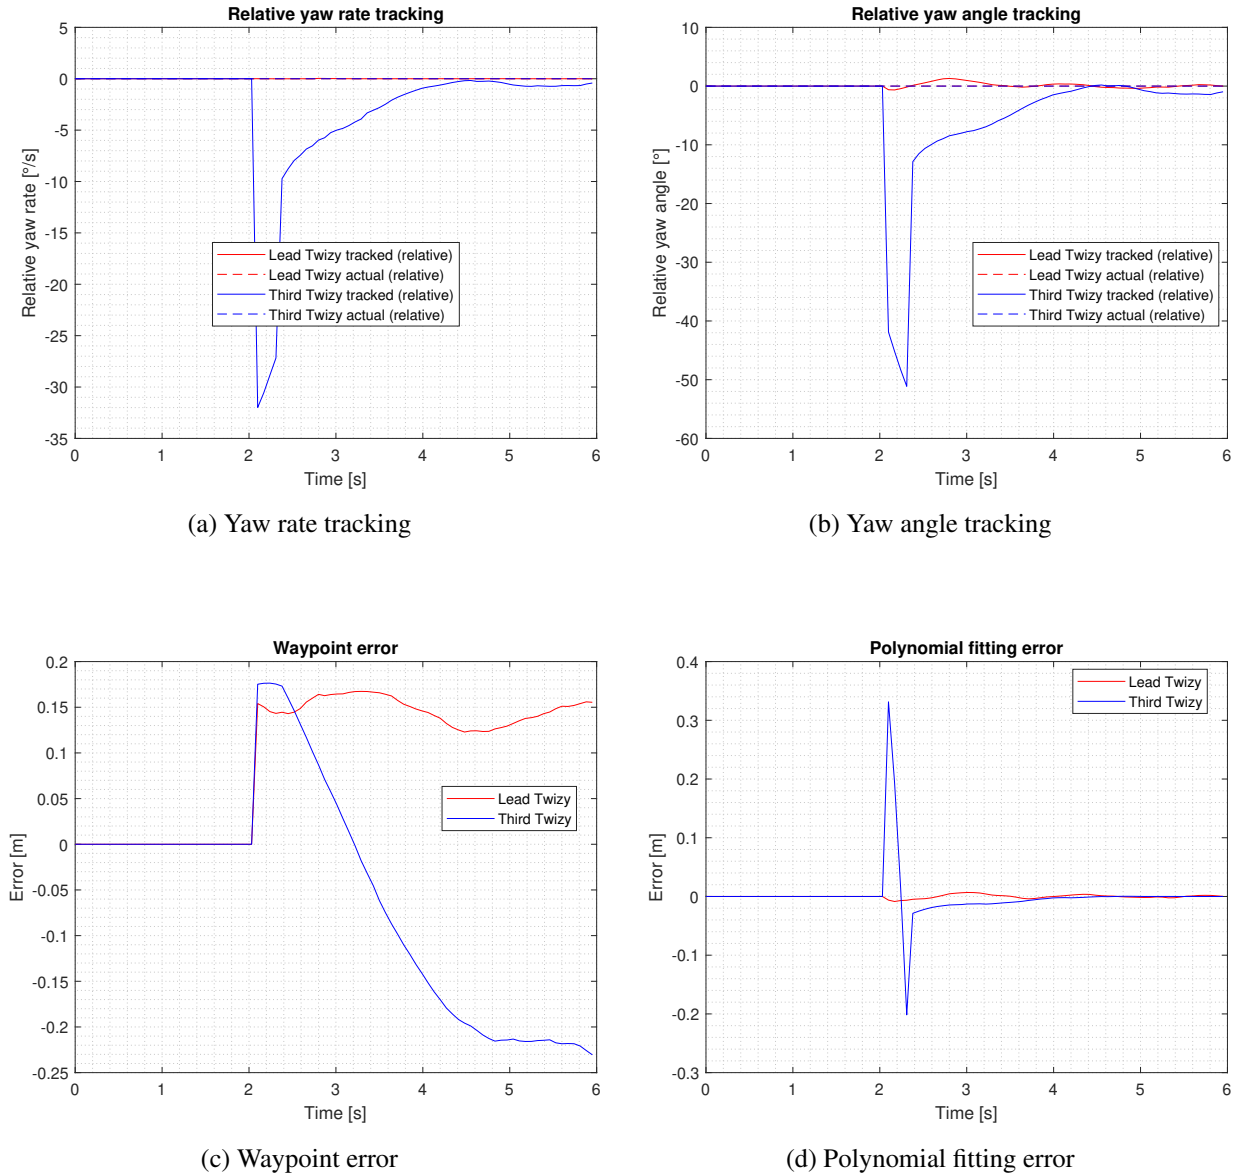 Relative yaw rate tracking
5
0
-5
-10
-15
-20
-25
-30
-35
Relative yaw rate [°/s]
Lead Twizy tracked (relative)
Lead Twizy actual (relative)
Third Twizy tracked (relative)
Third Twizy actual (relative)
0 1 2 3 4 5 6
Time [s]
(a) Yaw rate tracking
Relative yaw angle tracking
10
0
-10
-20
-30
-40
-50
-60
Relative yaw angle [°]
Lead Twizy tracked (relative)
Lead Twizy actual (relative)
Third Twizy tracked (relative)
Third Twizy actual (relative)
0 1 2 3 4 5 6
Time [s]
(b) Yaw angle tracking
Waypoint error
0.2
0.15
0.1
0.05
0
-0.05
-0.1
-0.15
-0.2
-0.25
Error [m]
Lead Twizy
Third Twizy
0 1 2 3 4 5 6
Time [s]
(c) Waypoint error
Polynomial fitting error
0.4
0.3
0.2
0.1
0
-0.1
-0.2
-0.3
Error [m]
Lead Twizy
Third Twizy
0 1 2 3 4 5 6
Time [s]
(d) Polynomial fitting error